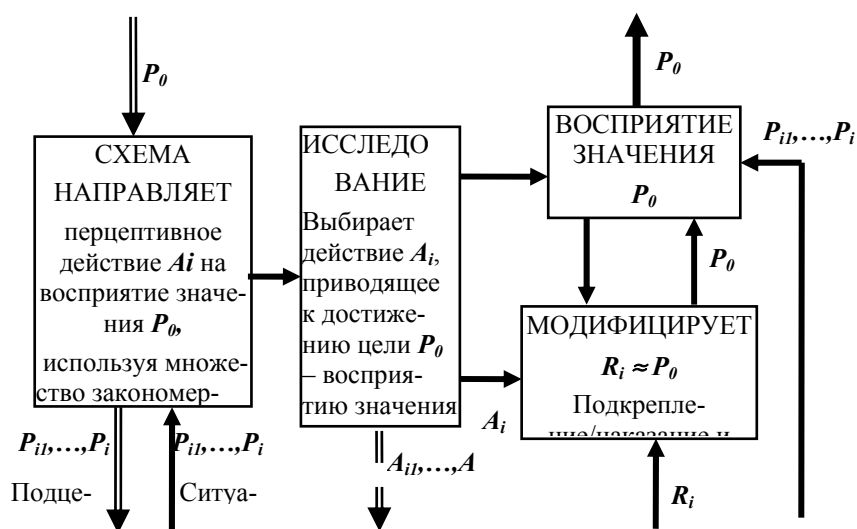 P₀
СХЕМА
НАПРАВЛЯЕТ
перцептивное
действие Ai на
восприятие значе-
ния P₀,
используя множе-
ство закономер-
Pi1,…,Pi
Подце-
Pi1,…,Pi
Ситуа-
ИССЛЕДО
ВАНИЕ
Выбирает
действие Ai,
приводящее
к достиже-
нию цели P₀
– восприя-
тию значения
Ai1,…,A
P₀
ВОСПРИЯТИЕ
ЗНАЧЕНИЯ
P₀
Pi1,…,Pi
P₀
МОДИФИЦИРУЕТ
Ri ≈ P₀
Подкрепле-
ние/наказание и
Ai
Ri